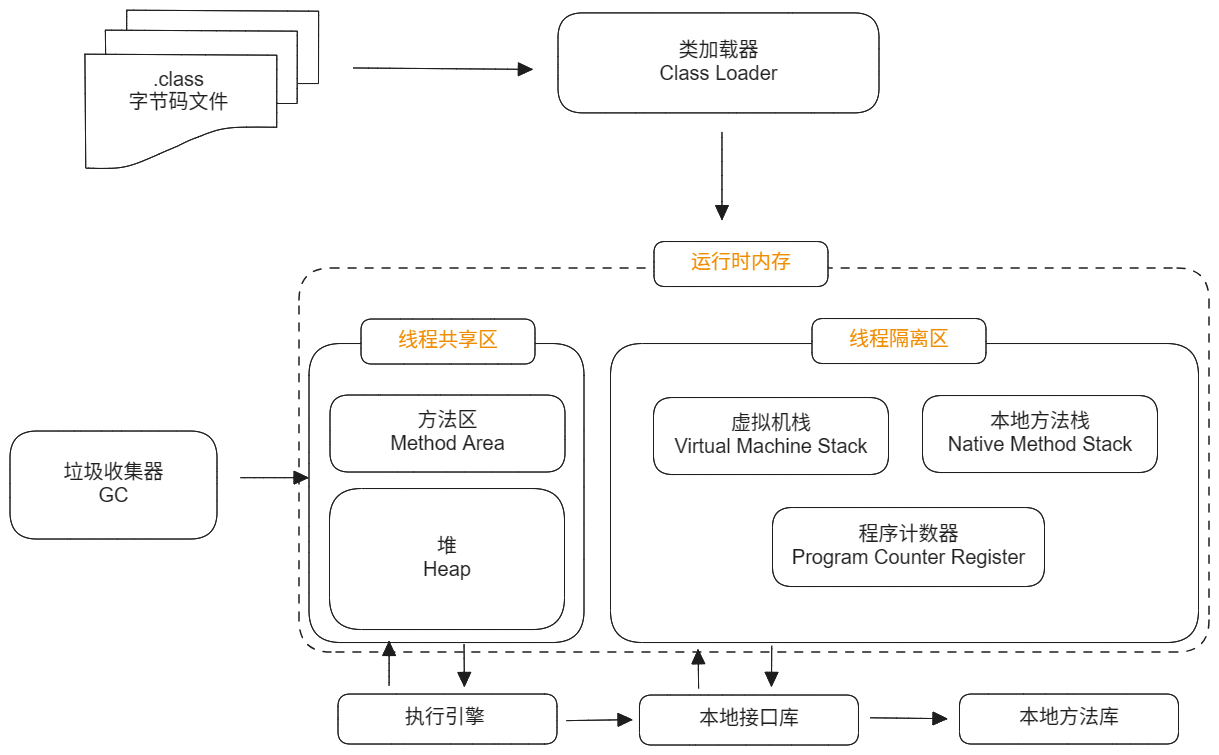 .class
字节码文件
类加载器
Class Loader
运行时内存
线程共享区
线程隔离区
方法区
Method Area
虚拟机栈
Virtual Machine Stack
本地方法栈
Native Method Stack
垃圾收集器
GC
堆
Heap
程序计数器
Program Counter Register
执行引擎
本地接口库
本地方法库